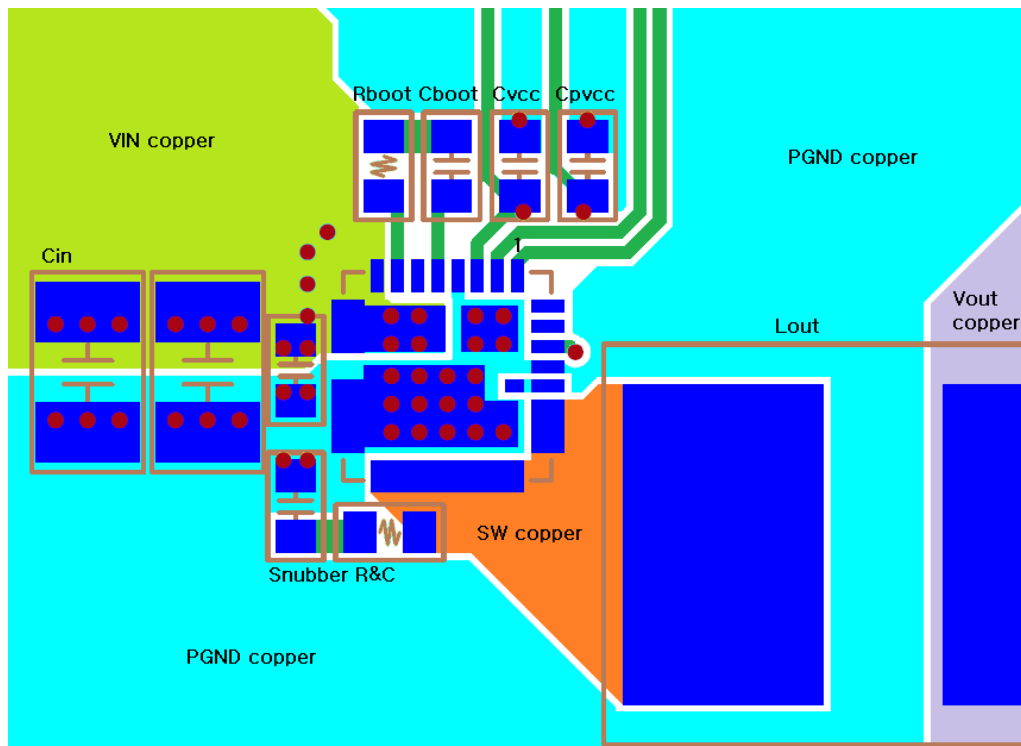 Rboot Cboot Cvcc Cpvcc
VIN copper
PGND copper
1
Cin
Vout
copper
Lout
SW copper
Snubber R&C
PGND copper